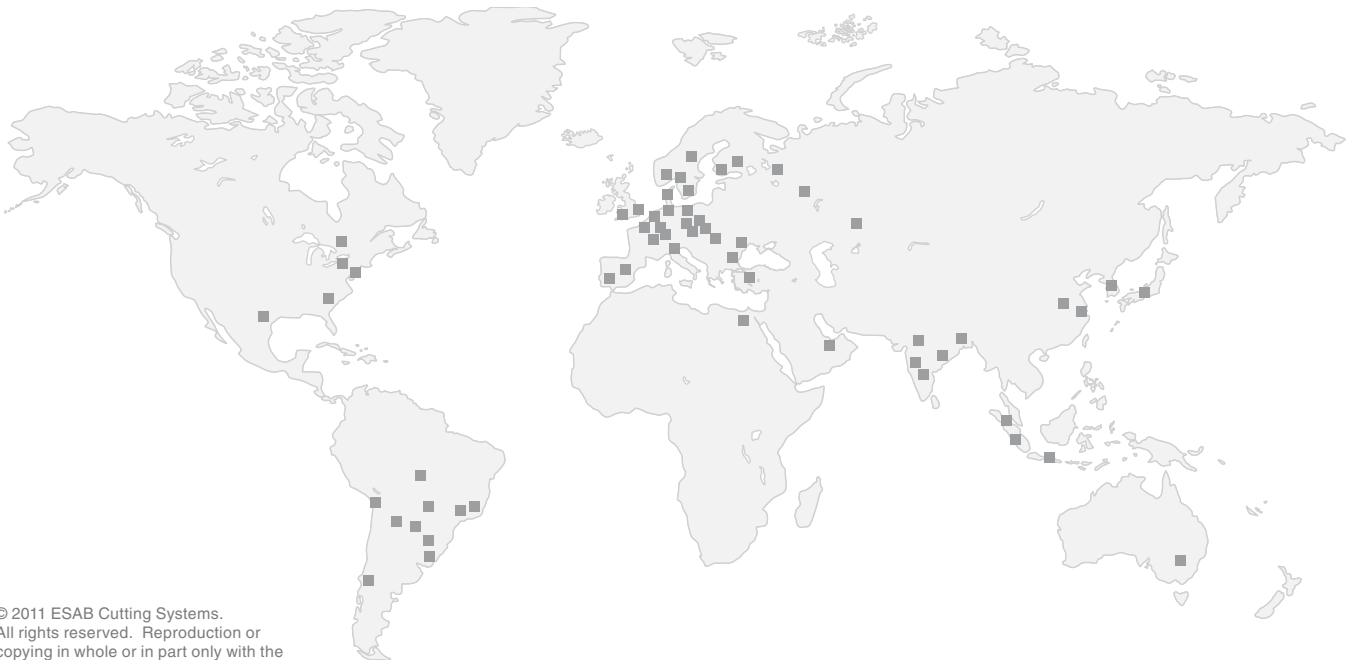 © 2011 ESAB Cutting Systems.
All rights reserved.  Reproduction or
copying in whole or in part only with the